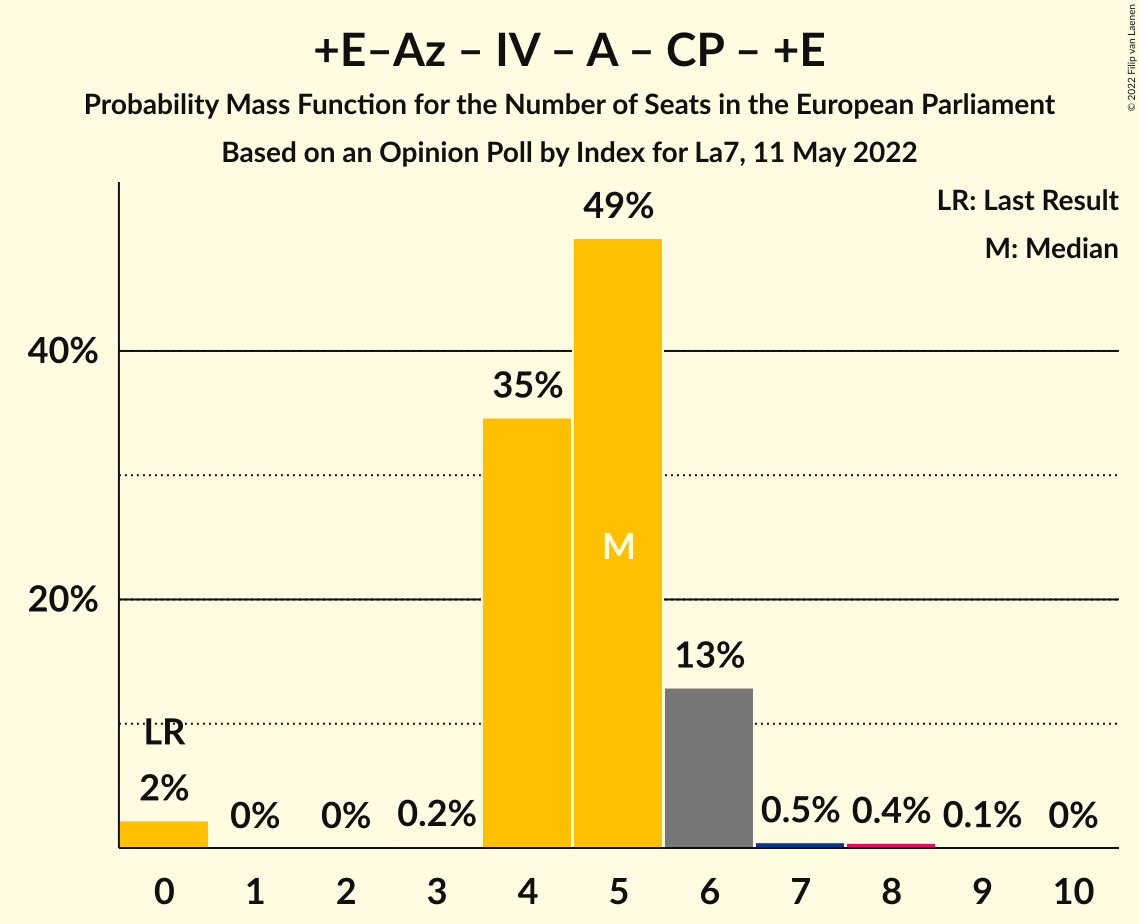 +E–Az – IV – A – CP – +E
Probability Mass Function for the Number of Seats in the European Parliament
Based on an Opinion Poll by Index for La7, 11 May 2022
© 2022 Filip van Laenen
LR: Last Result
M: Median
49%
40%
35%
M
20%
13%
LR
2%
0%
0%
0.2%
0.5%
0.4%
0.1%
0%
0 1 2 3 4 5 6 7 8 9 10